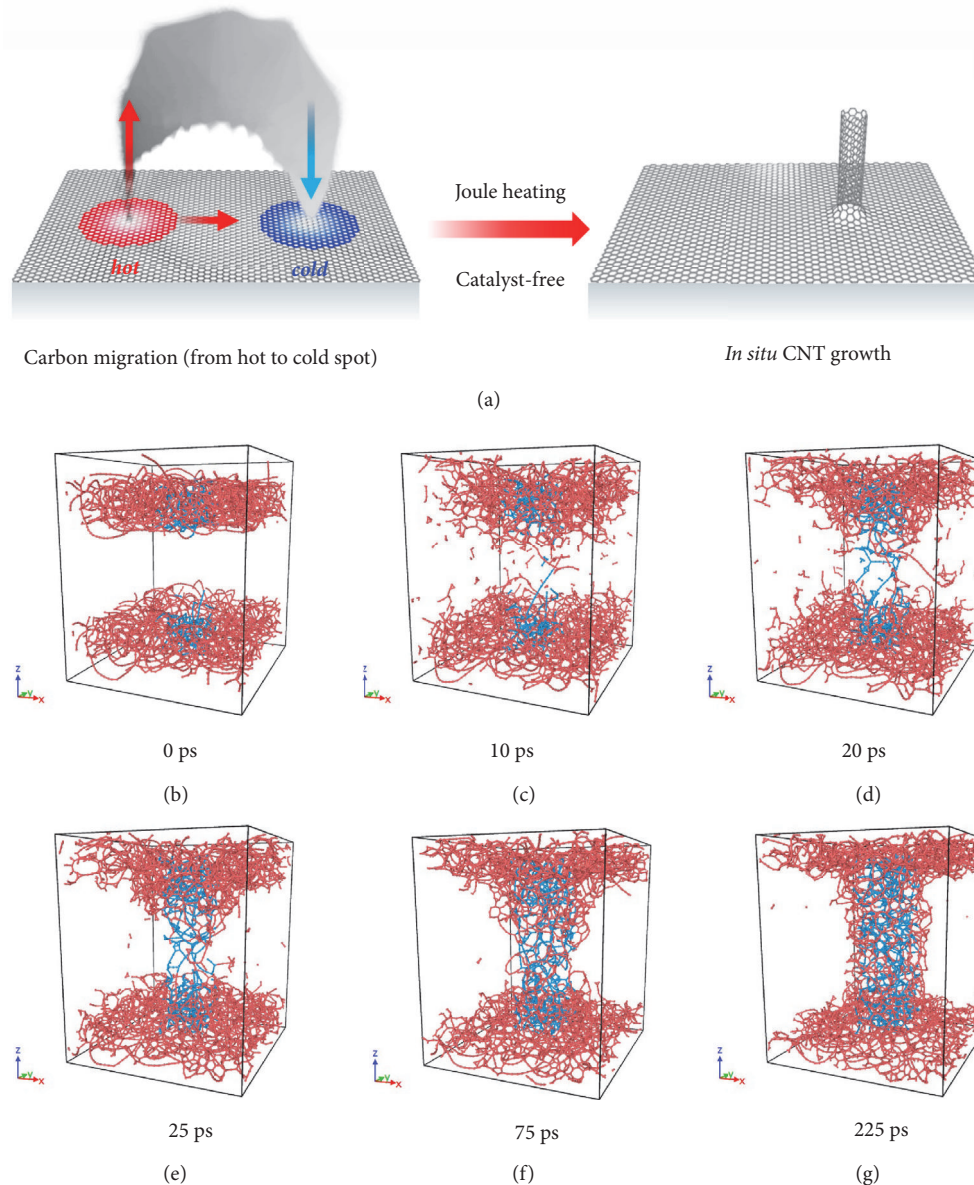 hot
cold
Joule heating
Catalyst-free
Carbon migration (from hot to cold spot)
In situ CNT growth
(a)
z
y
x
z
y
x
z
y
x
0 ps
10 ps
20 ps
(b)
(c)
(d)
z
y
x
z
y
x
z
y
x
25 ps
75 ps
225 ps
(e)
(f)
(g)